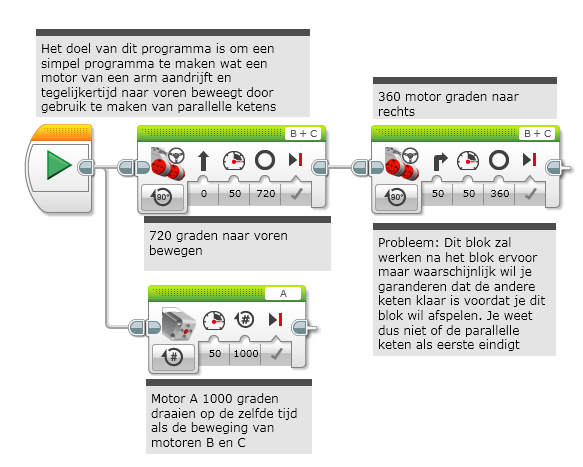 Het doel van dit programma is om een
simpel programma te maken wat een
motor van een arm aandrijft en
tegelijkertijd naar voren beweegt door
gebruik te maken van parallelle ketens
360 motor graden naar
rechts
B + C
B + C
90°
0 50 720
90°
50 50 360
720 graden naar voren
bewegen
Probleem: Dit blok zal
werken na het blok ervoor
maar waarschijnlijk wil je
garanderen dat de andere
keten klaar is voordat je dit
blok wil afspelen. Je weet
dus niet of de parallelle
keten als eerste eindigt
A
#
#
50 1000
Motor A 1000 graden
draaien op de zelfde tijd
als de beweging van
motoren B en C